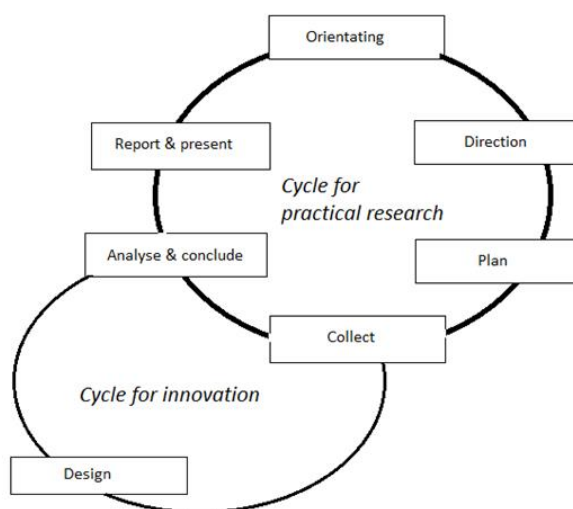 Orientating
Report & present
Direction
Cycle for
practical research
Analyse & conclude
Plan
Collect
Cycle for innovation
Design